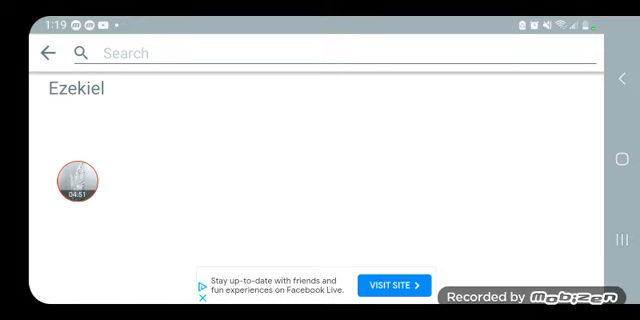 1:19
Search
Ezekiel
04:51
Stay up-to-date with friends and
fun experiences on Facebook Live.
VISIT SITE
Recorded by
MOBIZEN